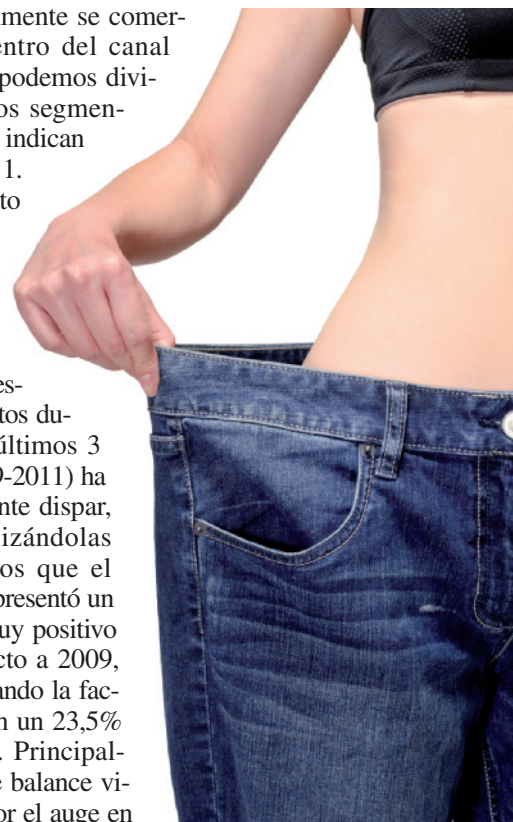 lmente se comer-
entro del canal
podemos divi-
os segmen-
indican
1.
to
es-
tos du-
últimos 3
9-2011) ha
nte dispar,
izándolas
os que el
presentó un
uy positivo
cto a 2009,
ando la fac-
n un 23,5%
. Principal-
e balance vi-
or el auge en